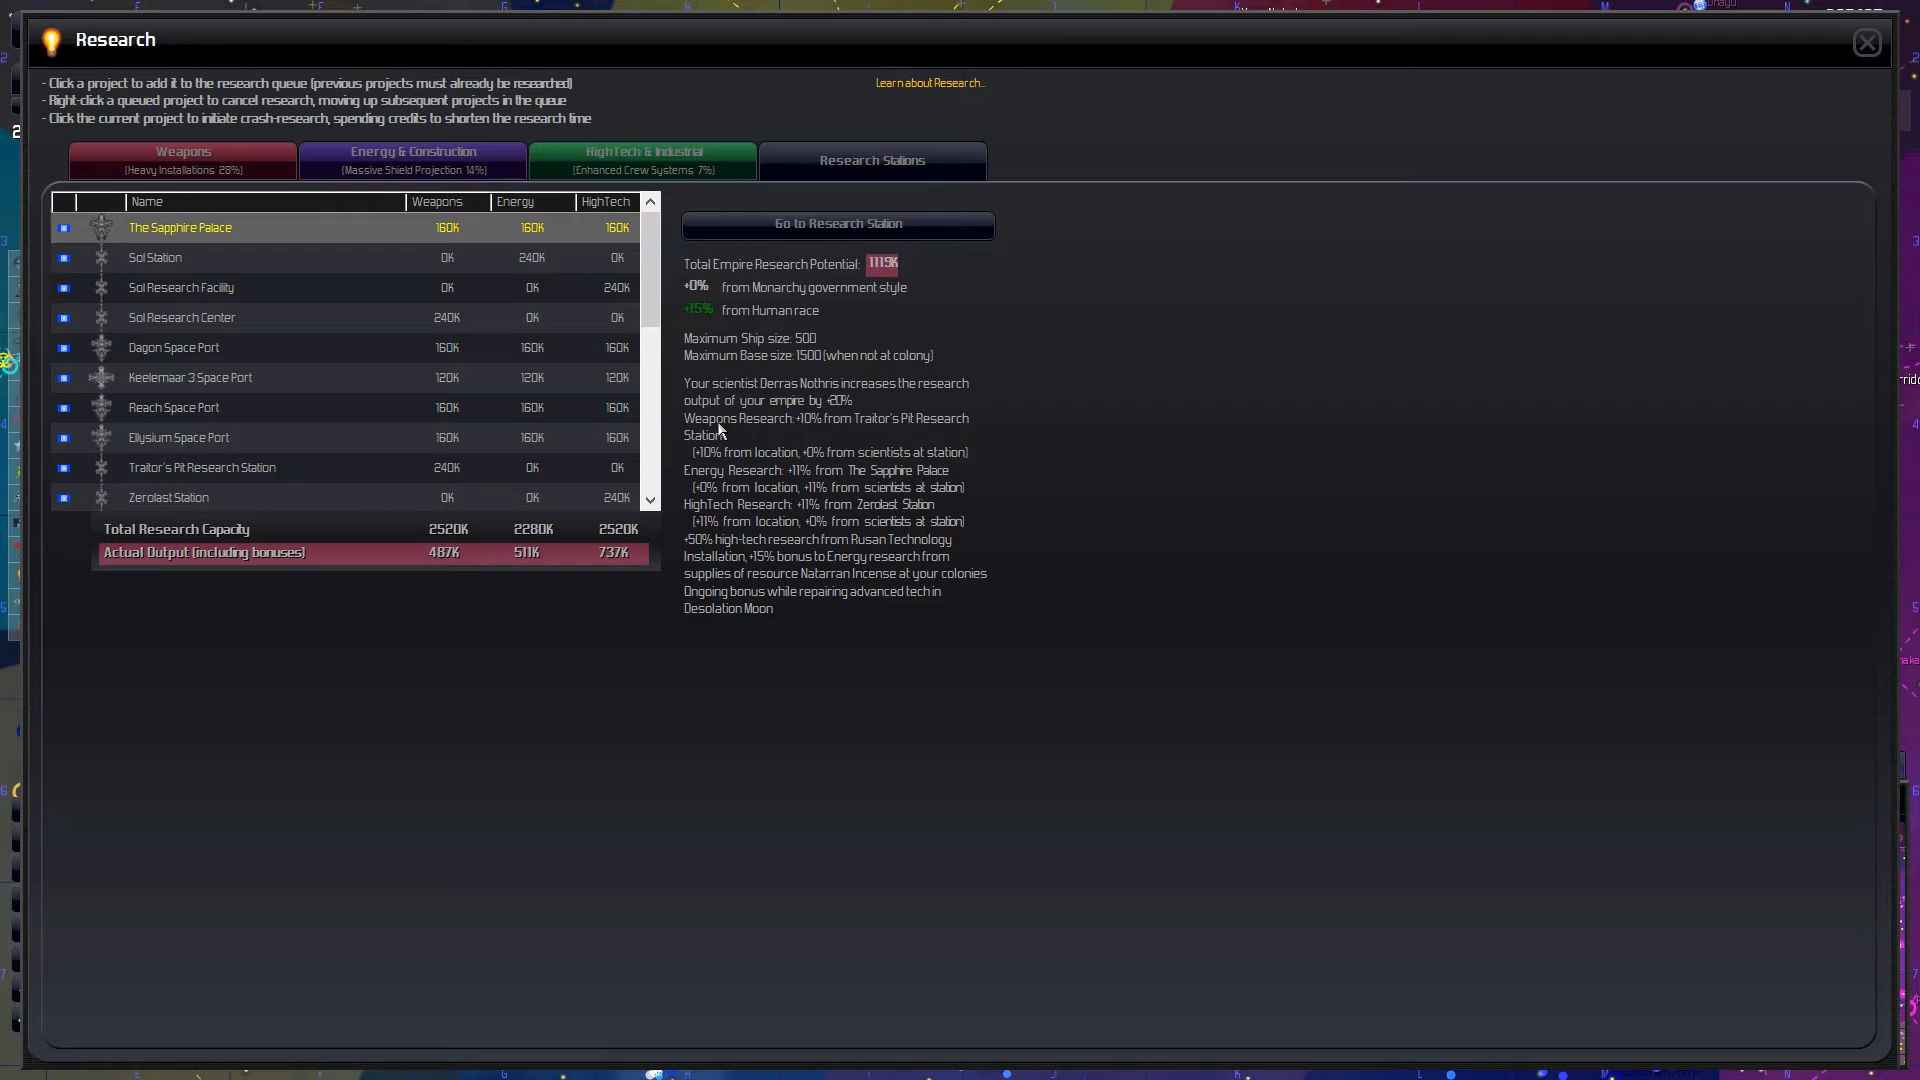 Research
- Click a project to add it to the research queue (previous projects must already be researched)
Learn about Research...
- Right-click a queued project to cancel research, moving up subsequent projects in the queue
- Click the current project to initiate crash-research, spending credits to shorten the research time
Weapons
(Heavy Installations 28%)
Energy & Construction
(Massive Shield Projection 14%)
HighTech & Industrial
(Enhanced Crew Systems 7%)
Research Stations
Name Weapons Energy HighTech
The Sapphire Palace 160K 160K 160K
Sol Station 0K 240K 0K
Sol Research Facility 0K 0K 240K
Sol Research Center 240K 0K 0K
Dagon Space Port 160K 160K 160K
Keelemaar 3 Space Port 120K 120K 120K
Reach Space Port 160K 160K 160K
Ellysium Space Port 160K 160K 160K
Traitor's Pit Research Station 240K 0K 0K
Zerolast Station 0K 0K 240K
Total Research Capacity 2520K 2280K 2520K
Actual Output (including bonuses) 487K 511K 737K
Go to Research Station
Total Empire Research Potential: 1119K
+0% from Monarchy government style
+15% from Human race
Maximum Ship size: 500
Maximum Base size: 1500 (when not at colony)
Your scientist Derras Nothris increases the research
output of your empire by +20%
Weapons Research: +10% from Traitor's Pit Research
Station
(+10% from location, +0% from scientists at station)
Energy Research: +11% from The Sapphire Palace
(+0% from location, +11% from scientists at station)
HighTech Research: +11% from Zerolast Station
(+11% from location, +0% from scientists at station)
+50% high-tech research from Rusan Technology
Installation, +15% bonus to Energy research from
supplies of resource Natarran Incense at your colonies
Ongoing bonus while repairing advanced tech in
Desolation Moon